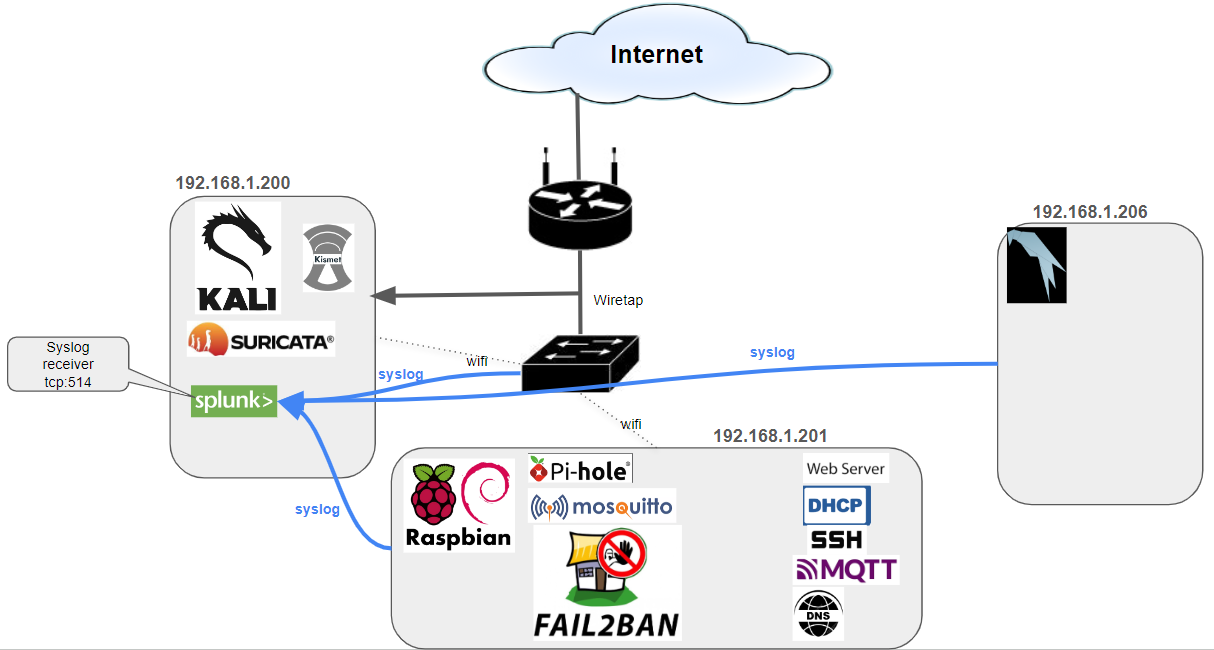 Internet
192.168.1.200
KALI
Kismet
SURICATA®
Syslog
receiver
tcp:514
splunk>
Wiretap
wifi
syslog
syslog
192.168.1.206
wifi
192.168.1.201
syslog
Raspbian
Pi-hole®
mosquitto
FAIL2BAN
Web Server
DHCP
SSH
MQTT
DNS